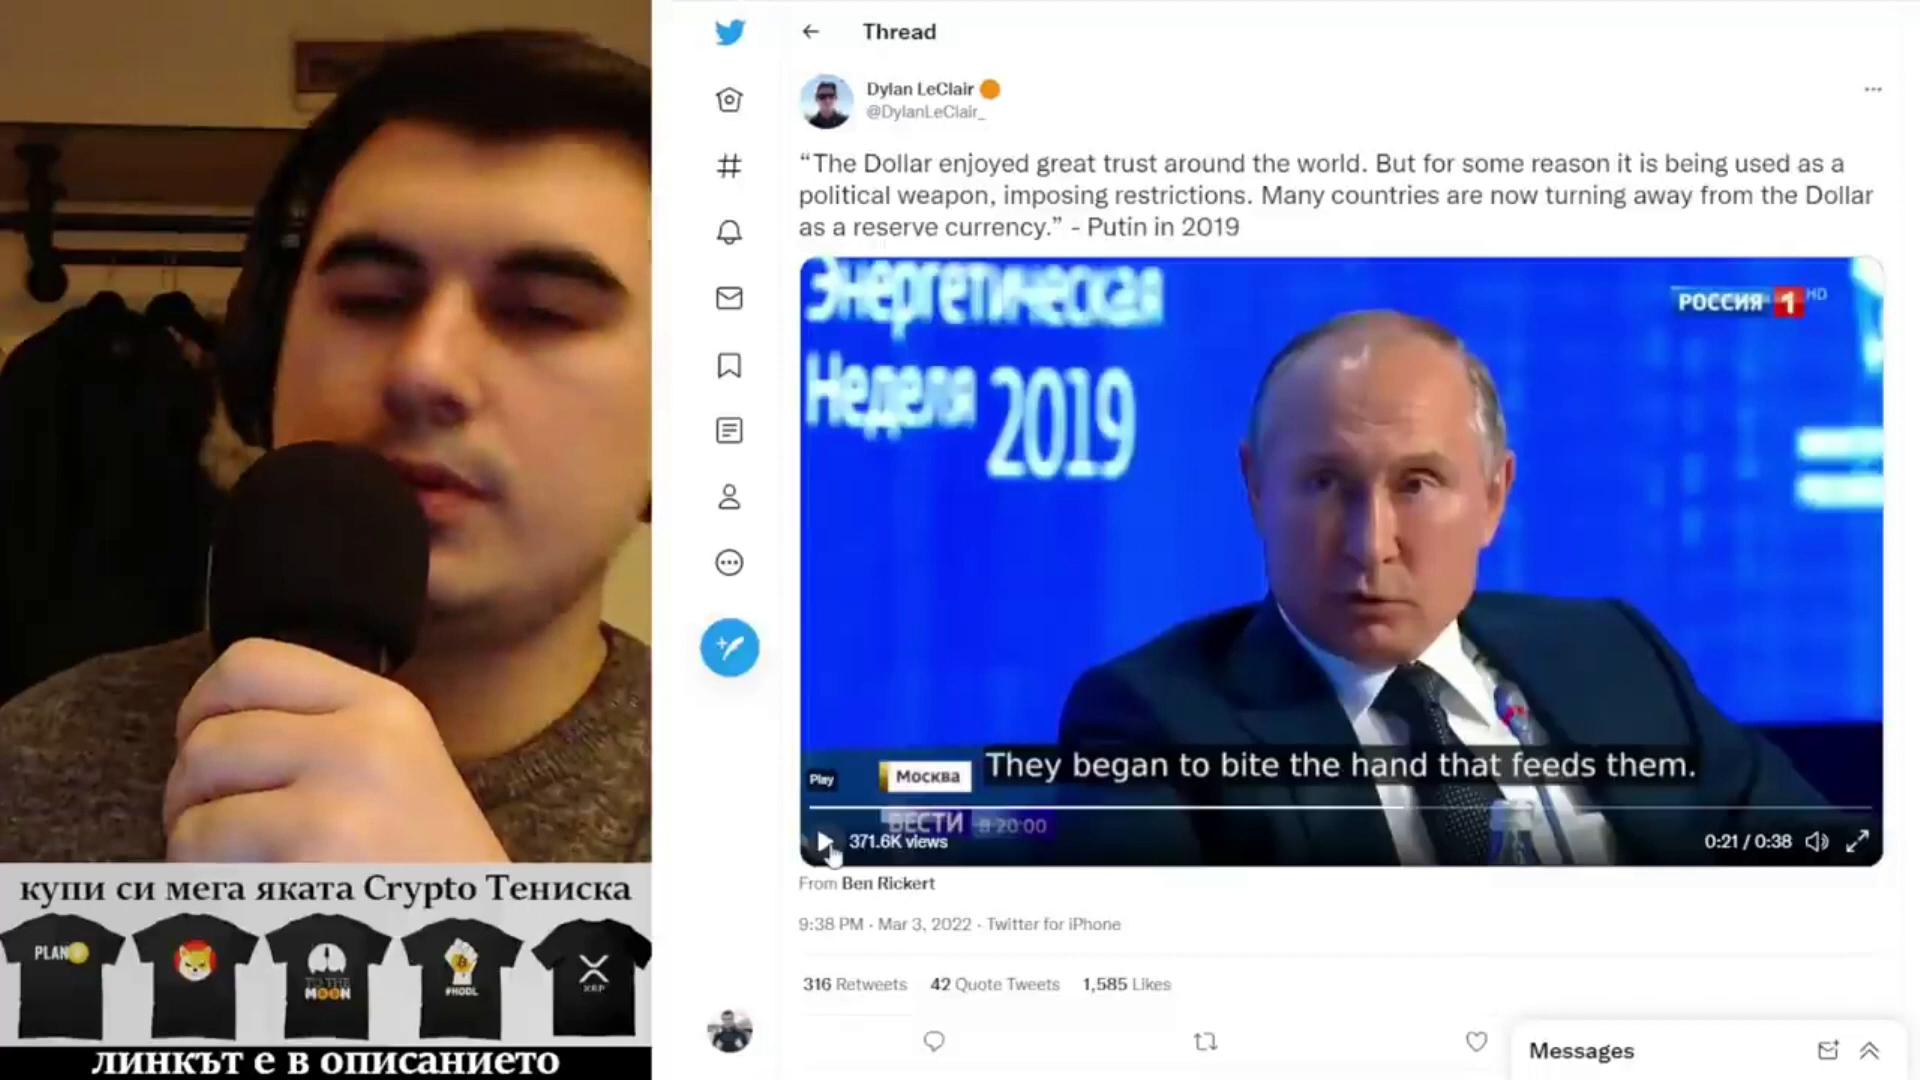 Thread
Dylan LeClair
@DylanLeClair_
“The Dollar enjoyed great trust around the world. But for some reason it is being used as a
political weapon, imposing restrictions. Many countries are now turning away from the Dollar
as a reserve currency.” - Putin in 2019
Энергетическая
Неделя 2019
РОССИЯ 1 HD
They began to bite the hand that feeds them.
Play
Москва
ВЕСТИ в 20:00
371.6K views
0:21 / 0:38
From Ben Rickert
9:38 PM · Mar 3, 2022 · Twitter for iPhone
316 Retweets 42 Quote Tweets 1,585 Likes
Messages
купи си мега яката Crypto Тениска
PLAN
TO THE
MOON
#HODL
XRP
линкът е в описанието